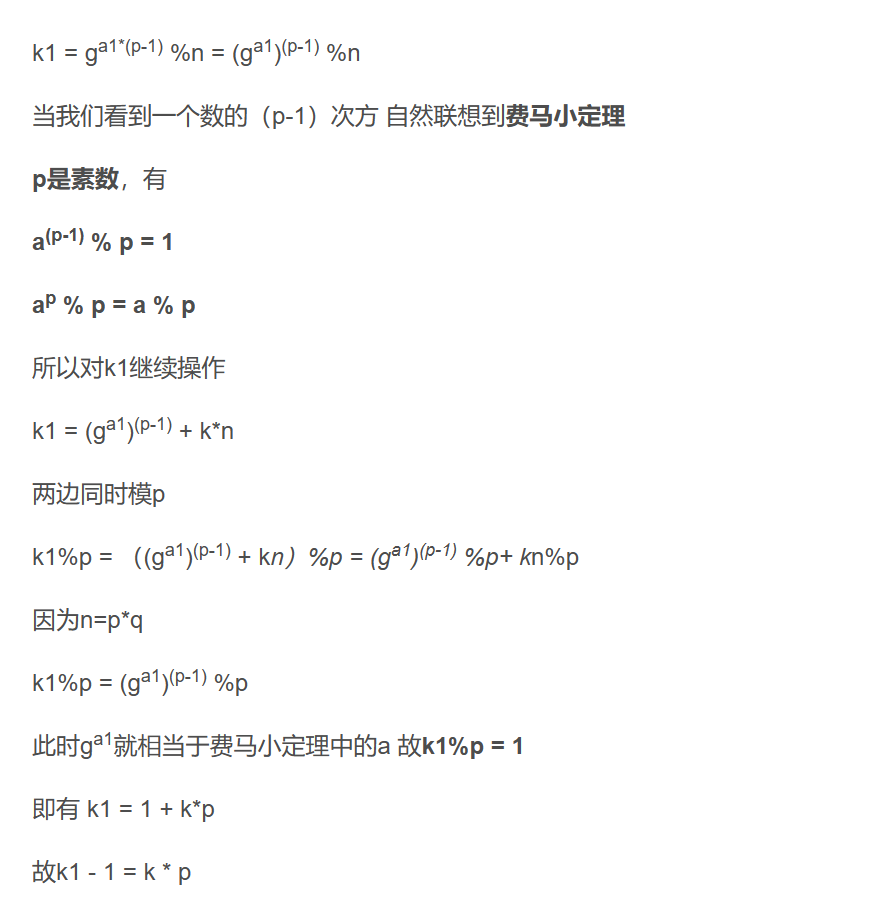 k1 = g^a1*(p-1) %n = (g^a1)^(p-1) %n
当我们看到一个数的（p-1）次方 自然联想到费马小定理
p是素数，有
a^(p-1) % p = 1
a^p % p = a % p
所以对k1继续操作
k1 = (g^a1)^(p-1) + k*n
两边同时模p
k1%p = （(g^a1)^(p-1) + kn）%p = (g^a1)^(p-1) %p+ kn%p
因为n=p*q
k1%p = (g^a1)^(p-1) %p
此时g^a1就相当于费马小定理中的a 故k1%p = 1
即有 k1 = 1 + k*p
故k1 - 1 = k * p